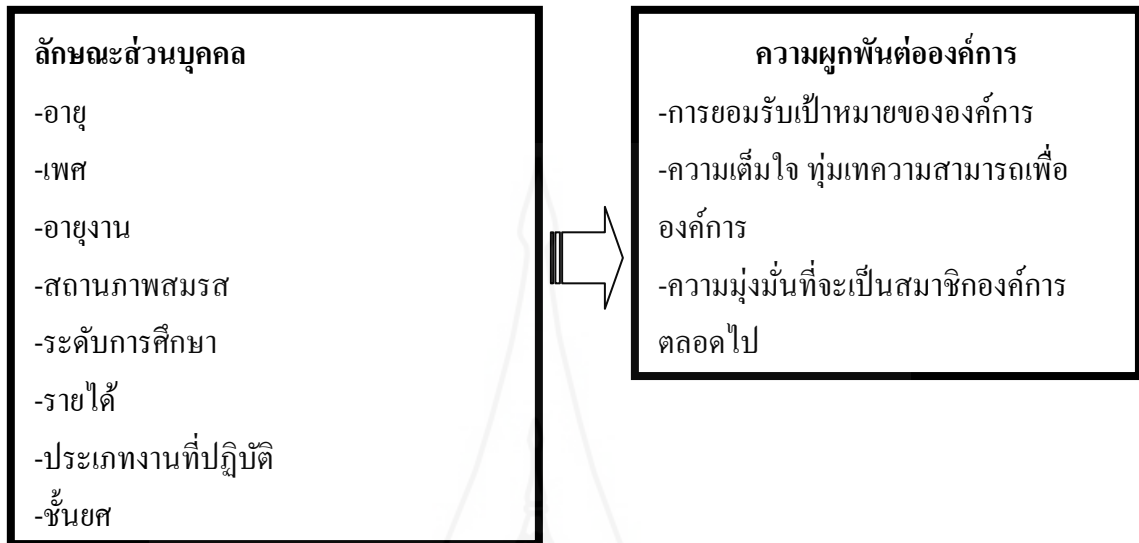 ลักษณะส่วนบุคคล
-อายุ
-เพศ
-อายุงาน
-สถานภาพสมรส
-ระดับการศึกษา
-รายได้
-ประเภทงานที่ปฏิบัติ
-ชั้นยศ
ความผูกพันต่อองค์การ
-การยอมรับเป้าหมายขององค์การ
-ความเต็มใจ ทุ่มเทความสามารถเพื่อ
องค์การ
-ความมุ่งมั่นที่จะเป็นสมาชิกองค์การ
ตลอดไป